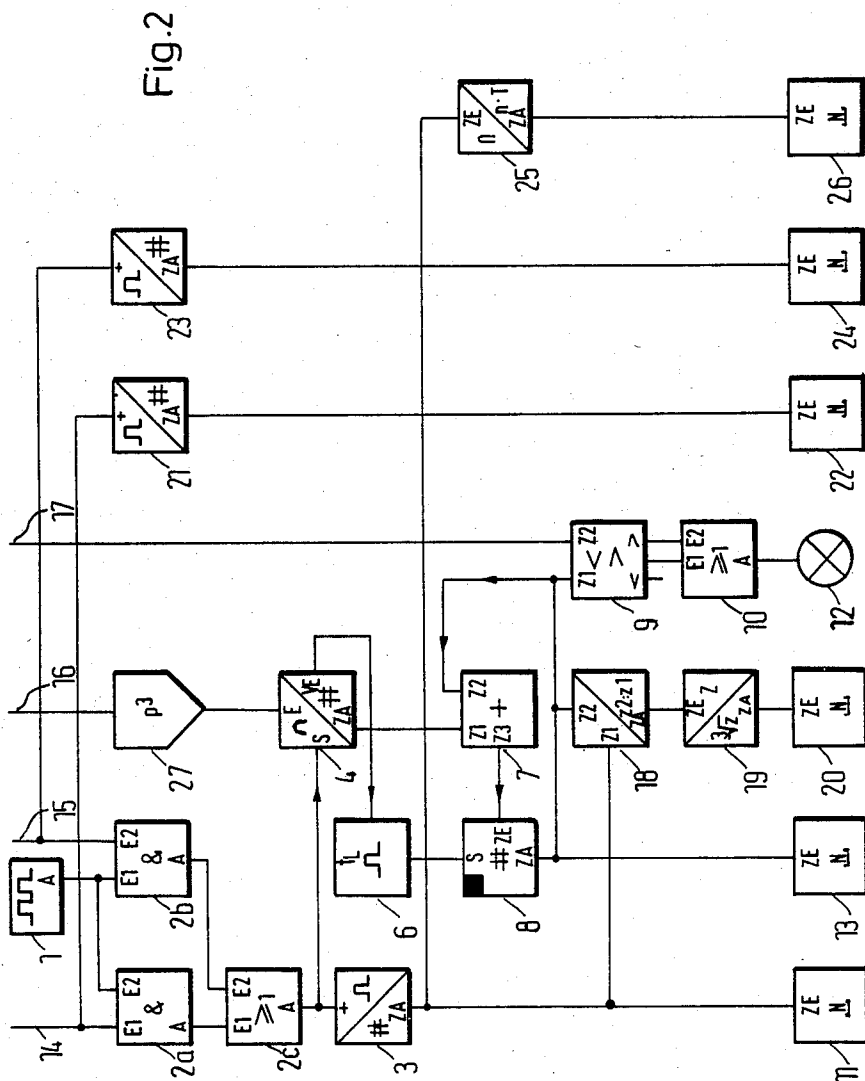 Fig.2
14
15
16
17
1
A
E1 E2
&
A
2a
E1 E2
&
A
2b
E1 E2
≥1
A
2c
+
#
ZA
3
p³
27
E
S
VE
#
ZA
4
6
Z1 Z2
Z3 +
7
S
#
ZE
ZA
8
Z1 Z2
<
>
< >
9
E1 E2
≥1
A
10
12
Z2
Z1
Z2:Z1
ZA
18
ZE Z
³√Z ZA
19
+
#
ZA
21
+
#
ZA
23
ZE
n
n·T
ZA
25
ZE
N
11
ZE
N
13
ZE
N
20
ZE
N
22
ZE
N
24
ZE
N
26